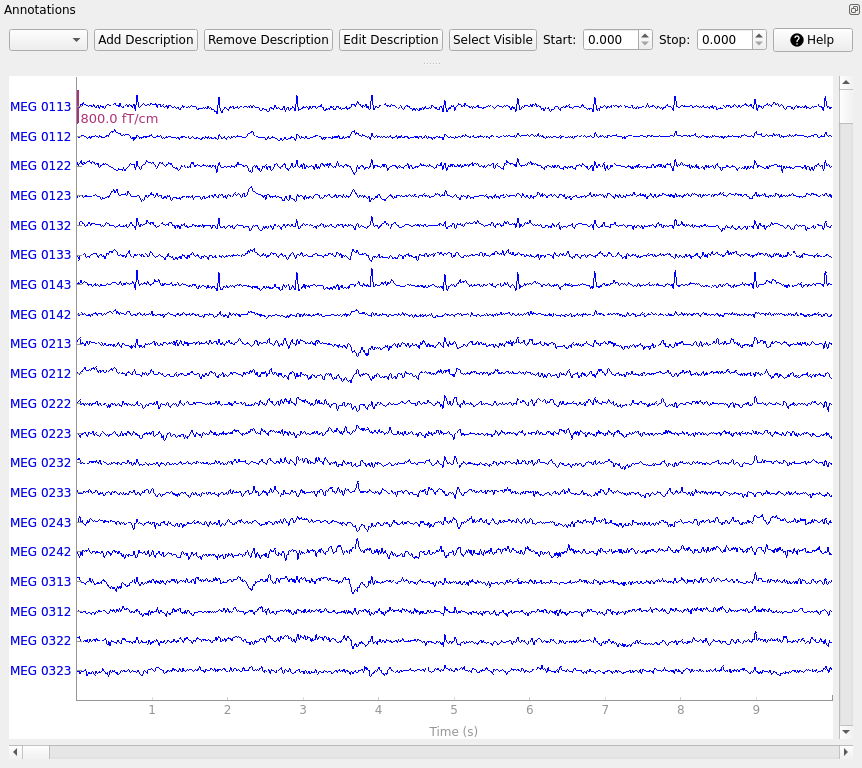 Annotations
Add Description Remove Description Edit Description Select Visible Start: 0.000 Stop: 0.000 Help
MEG 0113
800.0 fT/cm
MEG 0112
MEG 0122
MEG 0123
MEG 0132
MEG 0133
MEG 0143
MEG 0142
MEG 0213
MEG 0212
MEG 0222
MEG 0223
MEG 0232
MEG 0233
MEG 0243
MEG 0242
MEG 0313
MEG 0312
MEG 0322
MEG 0323
1 2 3 4 5 6 7 8 9
Time (s)